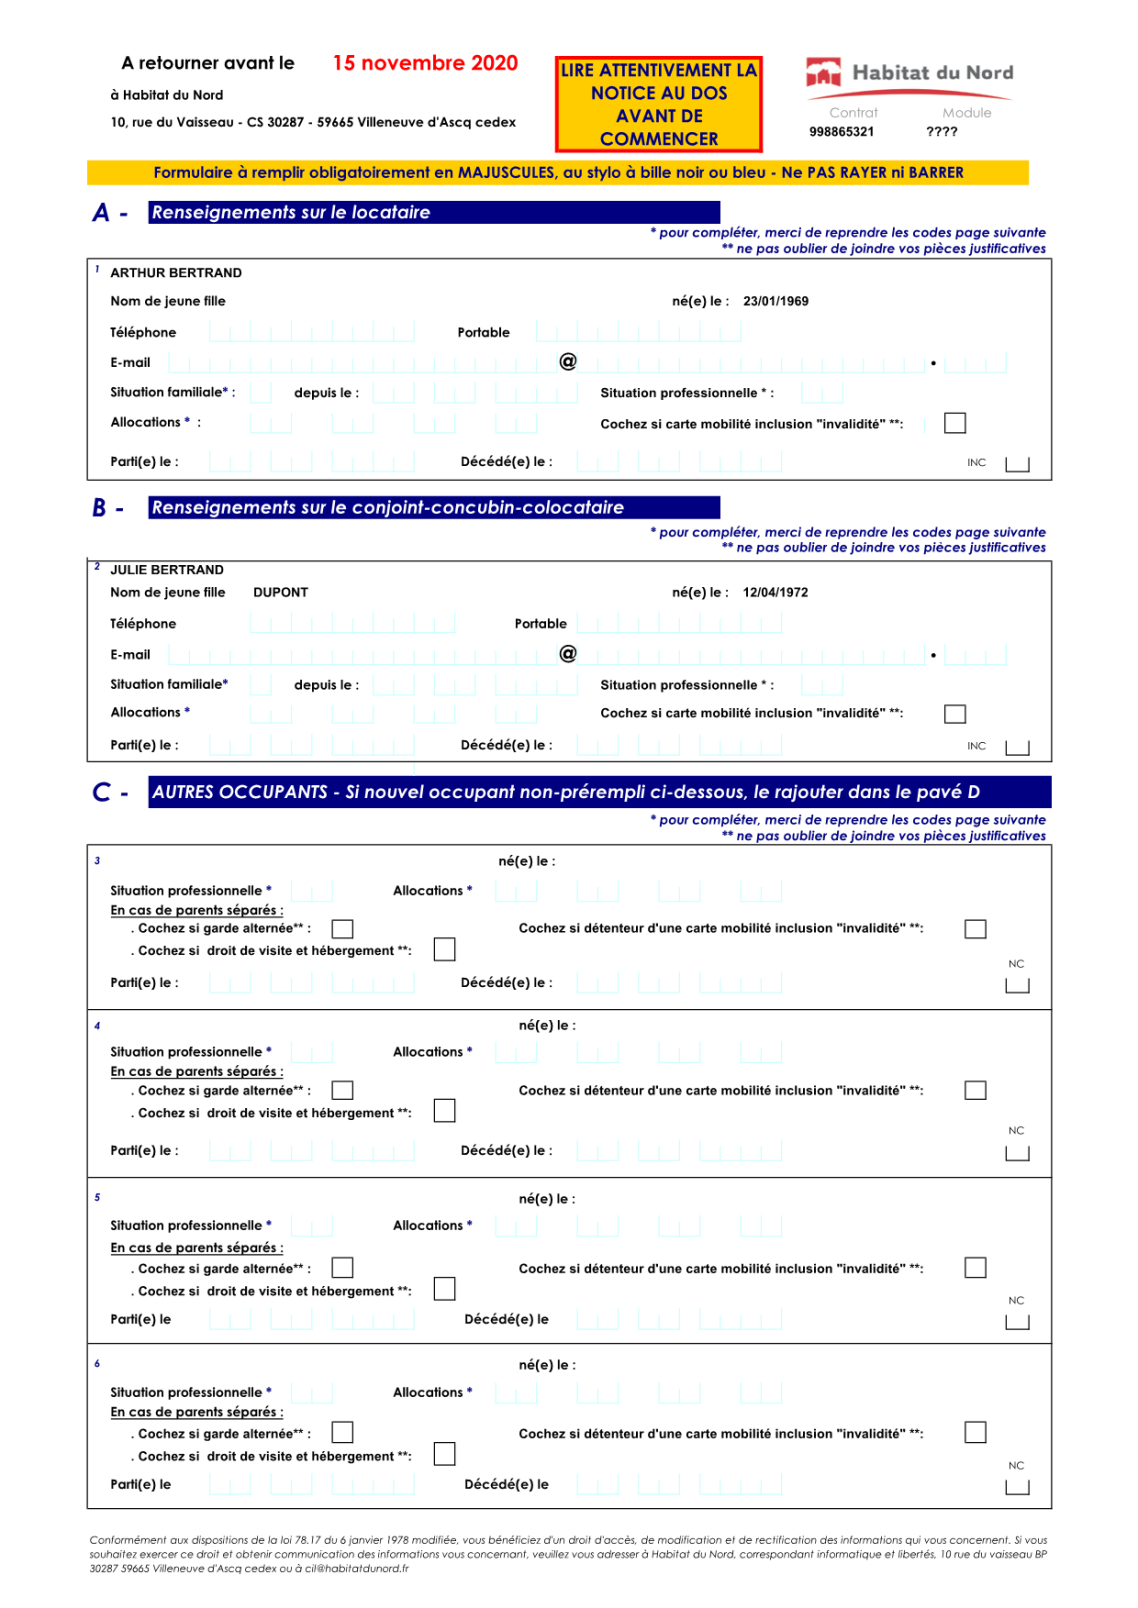 A retourner avant le 15 novembre 2020
à Habitat du Nord
10, rue du Vaisseau - CS 30287 - 59665 Villeneuve d'Ascq cedex
LIRE ATTENTIVEMENT LA
NOTICE AU DOS
AVANT DE
COMMENCER
Habitat du Nord
Contrat Module
998865321 ????
Formulaire à remplir obligatoirement en MAJUSCULES, au stylo à bille noir ou bleu - Ne PAS RAYER ni BARRER
A - Renseignements sur le locataire
* pour compléter, merci de reprendre les codes page suivante
** ne pas oublier de joindre vos pièces justificatives
1 ARTHUR BERTRAND
Nom de jeune fille né(e) le : 23/01/1969
Téléphone Portable
E-mail @ .
Situation familiale* : depuis le : Situation professionnelle * :
Allocations * : Cochez si carte mobilité inclusion "invalidité" **:
Parti(e) le : Décédé(e) le : INC
B - Renseignements sur le conjoint-concubin-colocataire
* pour compléter, merci de reprendre les codes page suivante
** ne pas oublier de joindre vos pièces justificatives
2 JULIE BERTRAND
Nom de jeune fille DUPONT né(e) le : 12/04/1972
Téléphone Portable
E-mail @ .
Situation familiale* depuis le : Situation professionnelle * :
Allocations * Cochez si carte mobilité inclusion "invalidité" **:
Parti(e) le : Décédé(e) le : INC
C - AUTRES OCCUPANTS - Si nouvel occupant non-prérempli ci-dessous, le rajouter dans le pavé D
* pour compléter, merci de reprendre les codes page suivante
** ne pas oublier de joindre vos pièces justificatives
3 né(e) le :
Situation professionnelle * Allocations *
En cas de parents séparés :
. Cochez si garde alternée** : Cochez si détenteur d'une carte mobilité inclusion "invalidité" **:
. Cochez si droit de visite et hébergement **:
NC
Parti(e) le : Décédé(e) le :
4 né(e) le :
Situation professionnelle * Allocations *
En cas de parents séparés :
. Cochez si garde alternée** : Cochez si détenteur d'une carte mobilité inclusion "invalidité" **:
. Cochez si droit de visite et hébergement **:
NC
Parti(e) le : Décédé(e) le :
5 né(e) le :
Situation professionnelle * Allocations *
En cas de parents séparés :
. Cochez si garde alternée** : Cochez si détenteur d'une carte mobilité inclusion "invalidité" **:
. Cochez si droit de visite et hébergement **:
NC
Parti(e) le Décédé(e) le
6 né(e) le :
Situation professionnelle * Allocations *
En cas de parents séparés :
. Cochez si garde alternée** : Cochez si détenteur d'une carte mobilité inclusion "invalidité" **:
. Cochez si droit de visite et hébergement **:
NC
Parti(e) le Décédé(e) le
Conformément aux dispositions de la loi 78.17 du 6 janvier 1978 modifiée, vous bénéficiez d'un droit d'accès, de modification et de rectification des informations qui vous concernent. Si vous
souhaitez exercer ce droit et obtenir communication des informations vous concernant, veuillez vous adresser à Habitat du Nord, correspondant informatique et libertés, 10 rue du vaisseau BP
30287 59665 Villeneuve d'Ascq cedex ou à cil@habitatdunord.fr